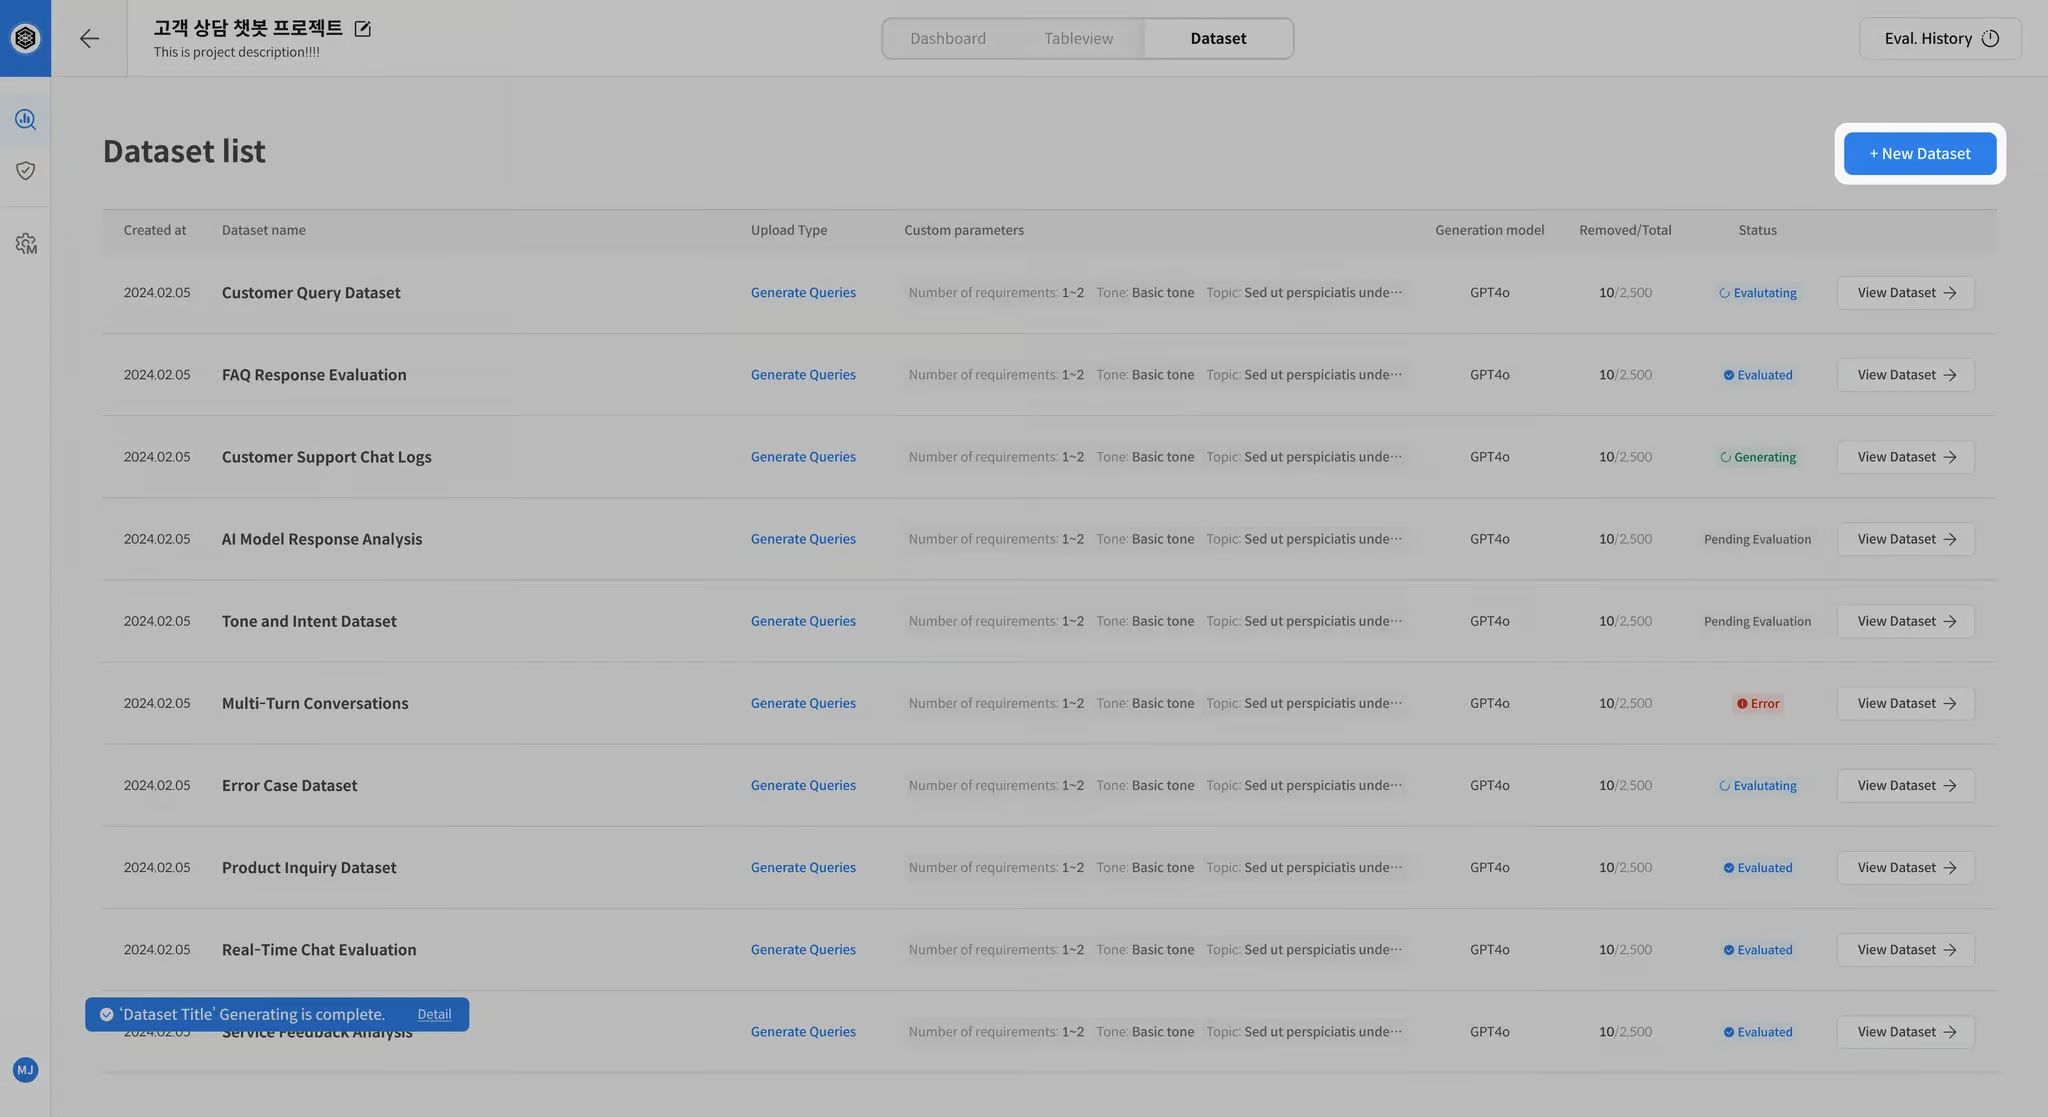 고객 상담 챗봇 프로젝트
This is project description!!!!
Dashboard Tableview Dataset
Eval. History
Dataset list
+ New Dataset
Created at Dataset name Upload Type Custom parameters Generation model Removed/Total Status
2024.02.05 Customer Query Dataset Generate Queries Number of requirements: 1~2 Tone: Basic tone Topic: Sed ut perspiciatis unde··· GPT4o 10/2,500 Evalutating View Dataset →
2024.02.05 FAQ Response Evaluation Generate Queries Number of requirements: 1~2 Tone: Basic tone Topic: Sed ut perspiciatis unde··· GPT4o 10/2,500 Evaluated View Dataset →
2024.02.05 Customer Support Chat Logs Generate Queries Number of requirements: 1~2 Tone: Basic tone Topic: Sed ut perspiciatis unde··· GPT4o 10/2,500 Generating View Dataset →
2024.02.05 AI Model Response Analysis Generate Queries Number of requirements: 1~2 Tone: Basic tone Topic: Sed ut perspiciatis unde··· GPT4o 10/2,500 Pending Evaluation View Dataset →
2024.02.05 Tone and Intent Dataset Generate Queries Number of requirements: 1~2 Tone: Basic tone Topic: Sed ut perspiciatis unde··· GPT4o 10/2,500 Pending Evaluation View Dataset →
2024.02.05 Multi-Turn Conversations Generate Queries Number of requirements: 1~2 Tone: Basic tone Topic: Sed ut perspiciatis unde··· GPT4o 10/2,500 Error View Dataset →
2024.02.05 Error Case Dataset Generate Queries Number of requirements: 1~2 Tone: Basic tone Topic: Sed ut perspiciatis unde··· GPT4o 10/2,500 Evalutating View Dataset →
2024.02.05 Product Inquiry Dataset Generate Queries Number of requirements: 1~2 Tone: Basic tone Topic: Sed ut perspiciatis unde··· GPT4o 10/2,500 Evaluated View Dataset →
2024.02.05 Real-Time Chat Evaluation Generate Queries Number of requirements: 1~2 Tone: Basic tone Topic: Sed ut perspiciatis unde··· GPT4o 10/2,500 Evaluated View Dataset →
'Dataset Title' Generating is complete. Detail
2024.02.05 Service Feedback Analysis Generate Queries Number of requirements: 1~2 Tone: Basic tone Topic: Sed ut perspiciatis unde··· GPT4o 10/2,500 Evaluated View Dataset →
MJ